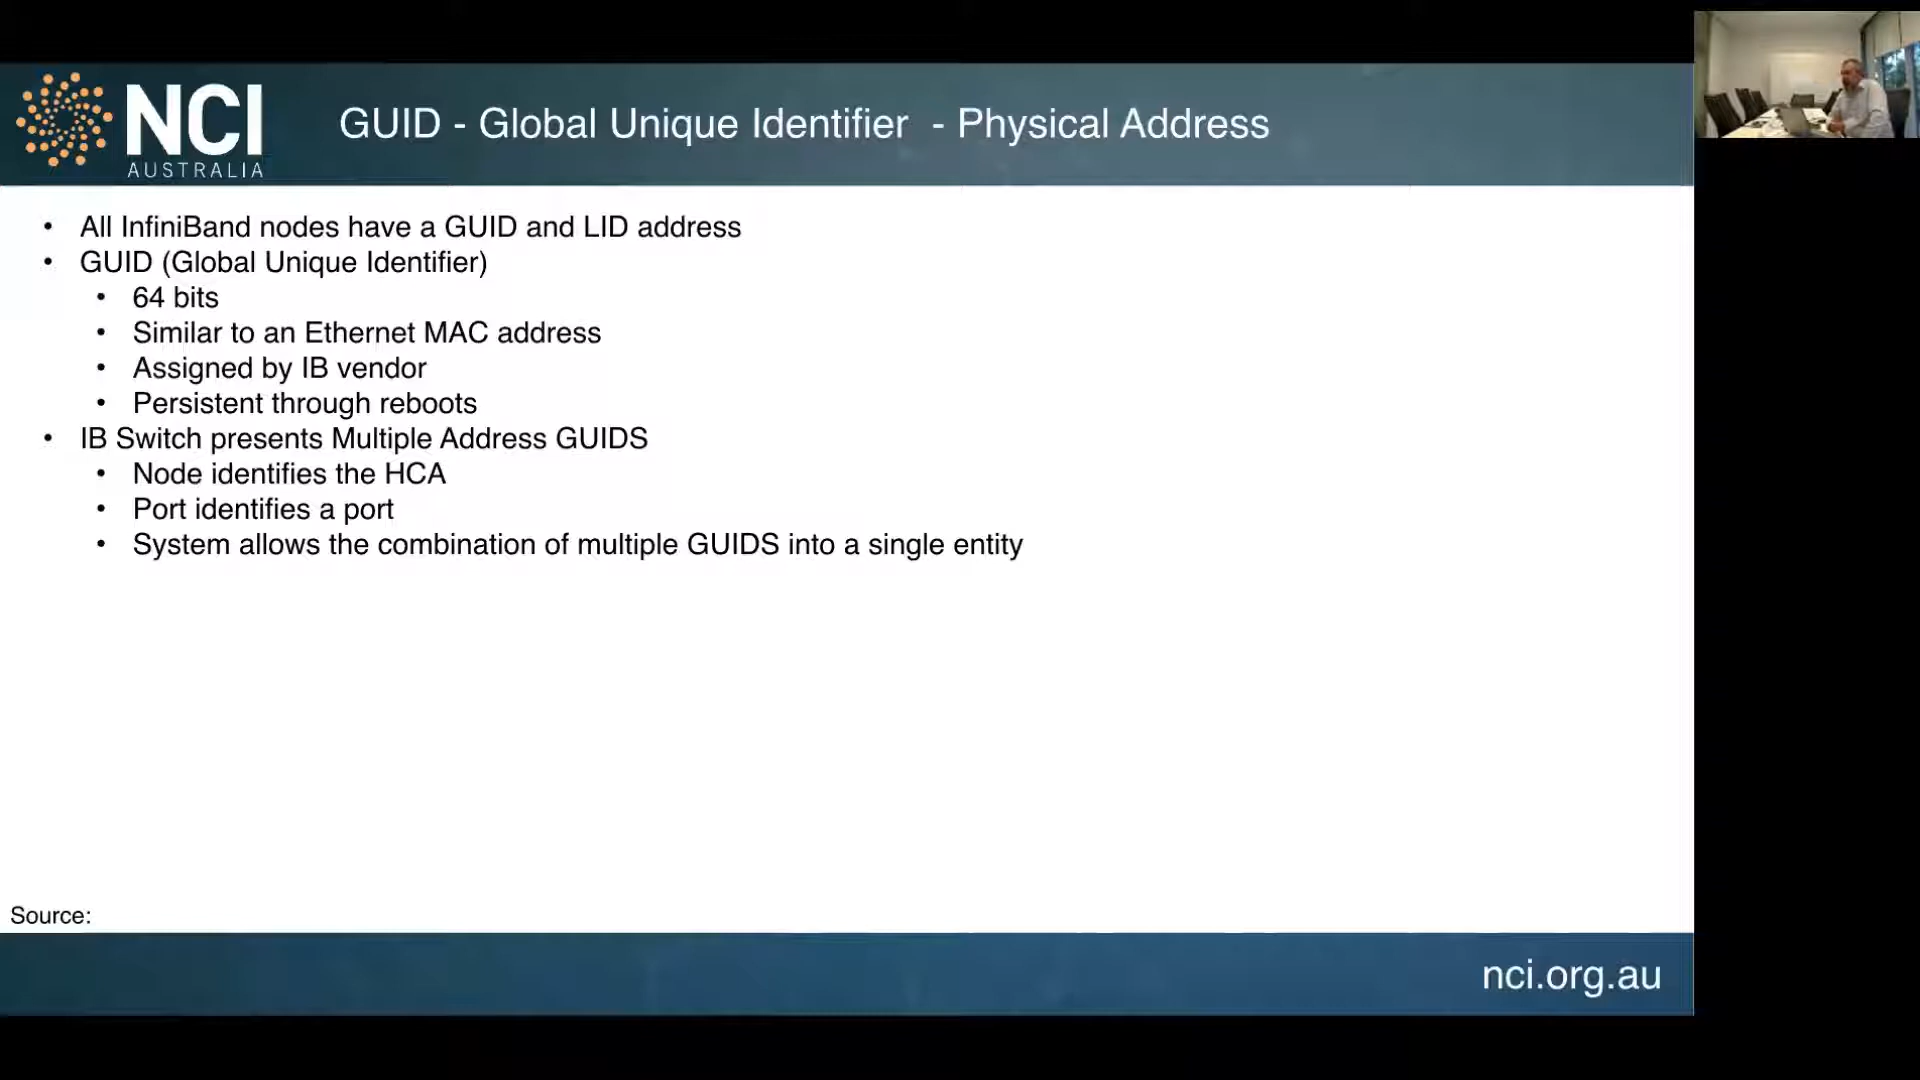 NCI
AUSTRALIA
GUID - Global Unique Identifier - Physical Address
• All InfiniBand nodes have a GUID and LID address
• GUID (Global Unique Identifier)
• 64 bits
• Similar to an Ethernet MAC address
• Assigned by IB vendor
• Persistent through reboots
• IB Switch presents Multiple Address GUIDS
• Node identifies the HCA
• Port identifies a port
• System allows the combination of multiple GUIDS into a single entity
Source:
nci.org.au